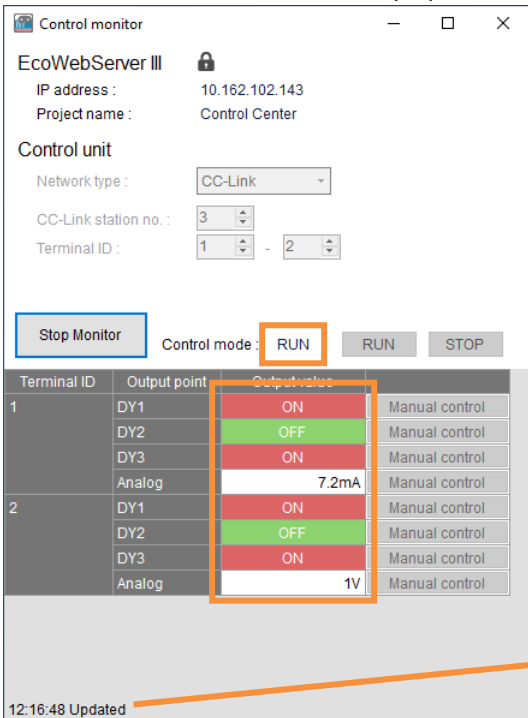 Control monitor
EcoWebServer III
IP address : 10.162.102.143
Project name : Control Center
Control unit
Network type : CC-Link
CC-Link station no. : 3
Terminal ID : 1 - 2
Stop Monitor Control mode : RUN RUN STOP
Terminal ID Output point Output value
1 DY1 ON Manual control
DY2 OFF Manual control
DY3 ON Manual control
Analog 7.2mA Manual control
2 DY1 ON Manual control
DY2 OFF Manual control
DY3 ON Manual control
Analog 1V Manual control
12:16:48 Updated